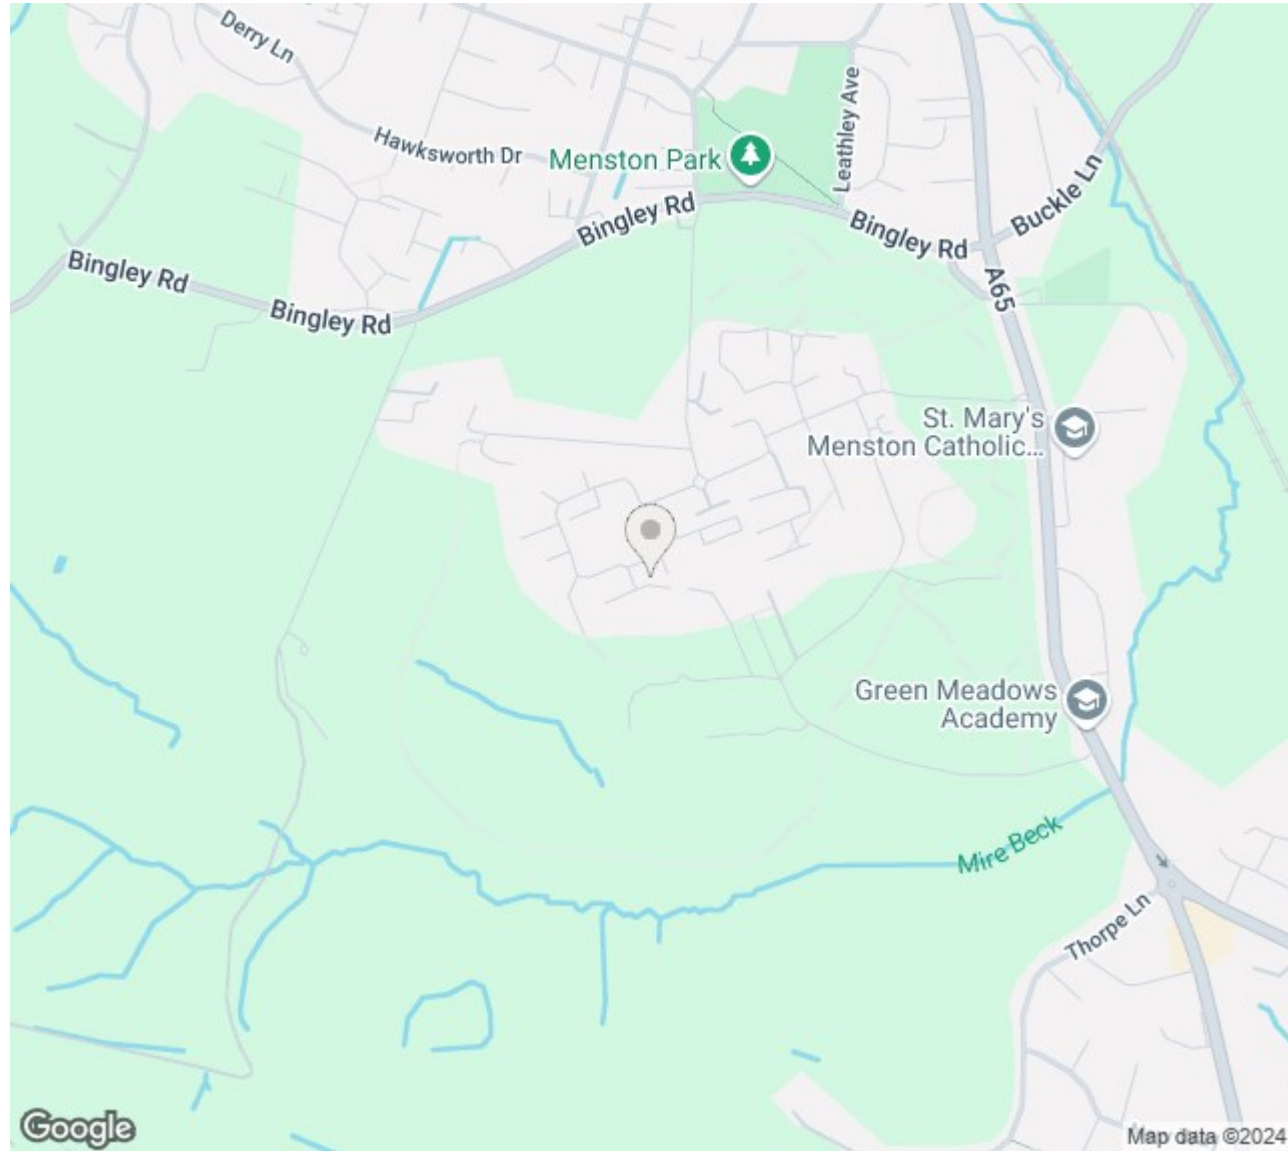 Derry Ln
Hawksworth Dr
Menston Park
Leathley Ave
Buckle Ln
Bingley Rd
Bingley Rd
Bingley Rd
Bingley Rd
A65
St. Mary's
Menston Catholic...
Green Meadows
Academy
Mire Beck
Thorpe Ln
Google
Map data ©2024